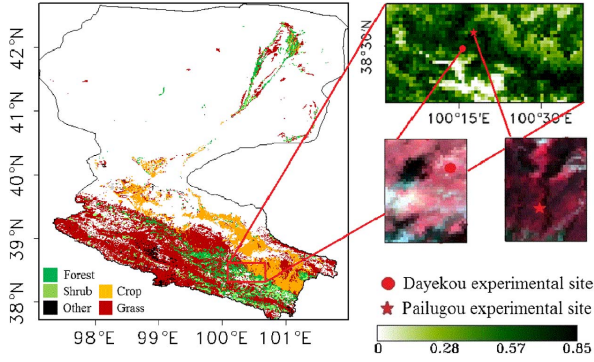 42°N
41°N
40°N
39°N
38°N
Forest
Shrub
Crop
Other
Grass
98°E
99°E
100°E
101°E
38°30'N
100°15'E
100°30'E
Dayekou experimental site
Pailugou experimental site
0
0.28
0.57
0.85